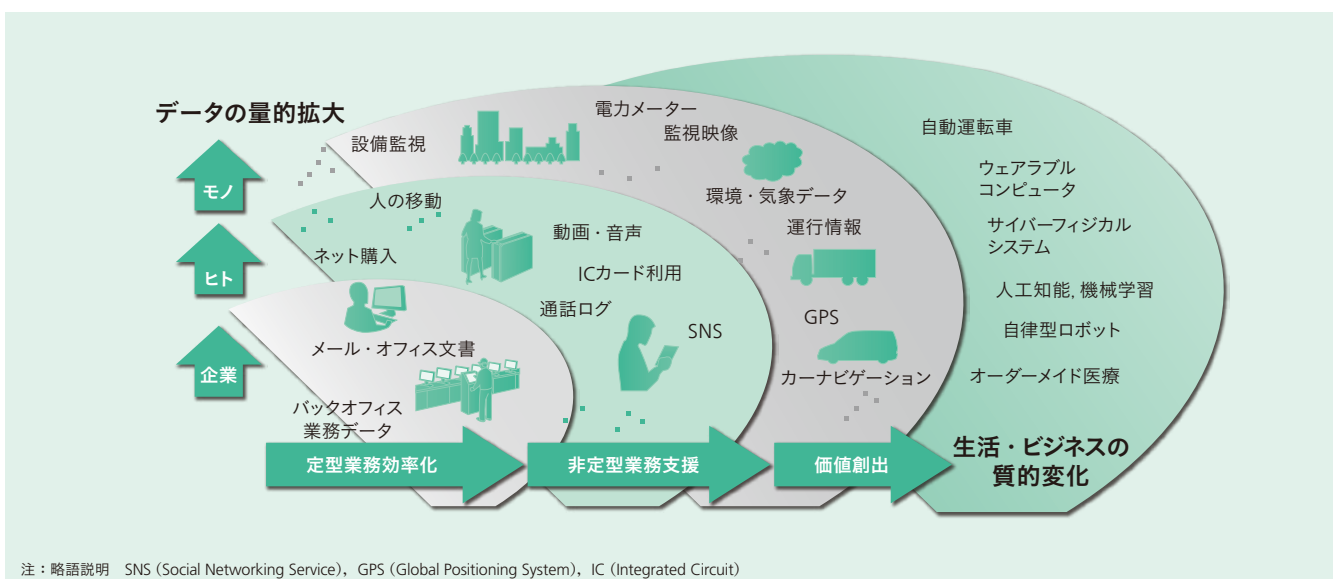 データの量的拡大
モノ
ヒト
企業
設備監視
電力メーター
監視映像
環境・気象データ
運行情報
GPS
カーナビゲーション
人の移動
ネット購入
動画・音声
ICカード利用
通話ログ
SNS
メール・オフィス文書
バックオフィス
業務データ
自動運転車
ウェアラブル
コンピュータ
サイバーフィジカル
システム
人工知能, 機械学習
自律型ロボット
オーダーメイド医療
定型業務効率化
非定型業務支援
価値創出
生活・ビジネスの
質的変化
注：略語説明　SNS（Social Networking Service），GPS（Global Positioning System），IC（Integrated Circuit）